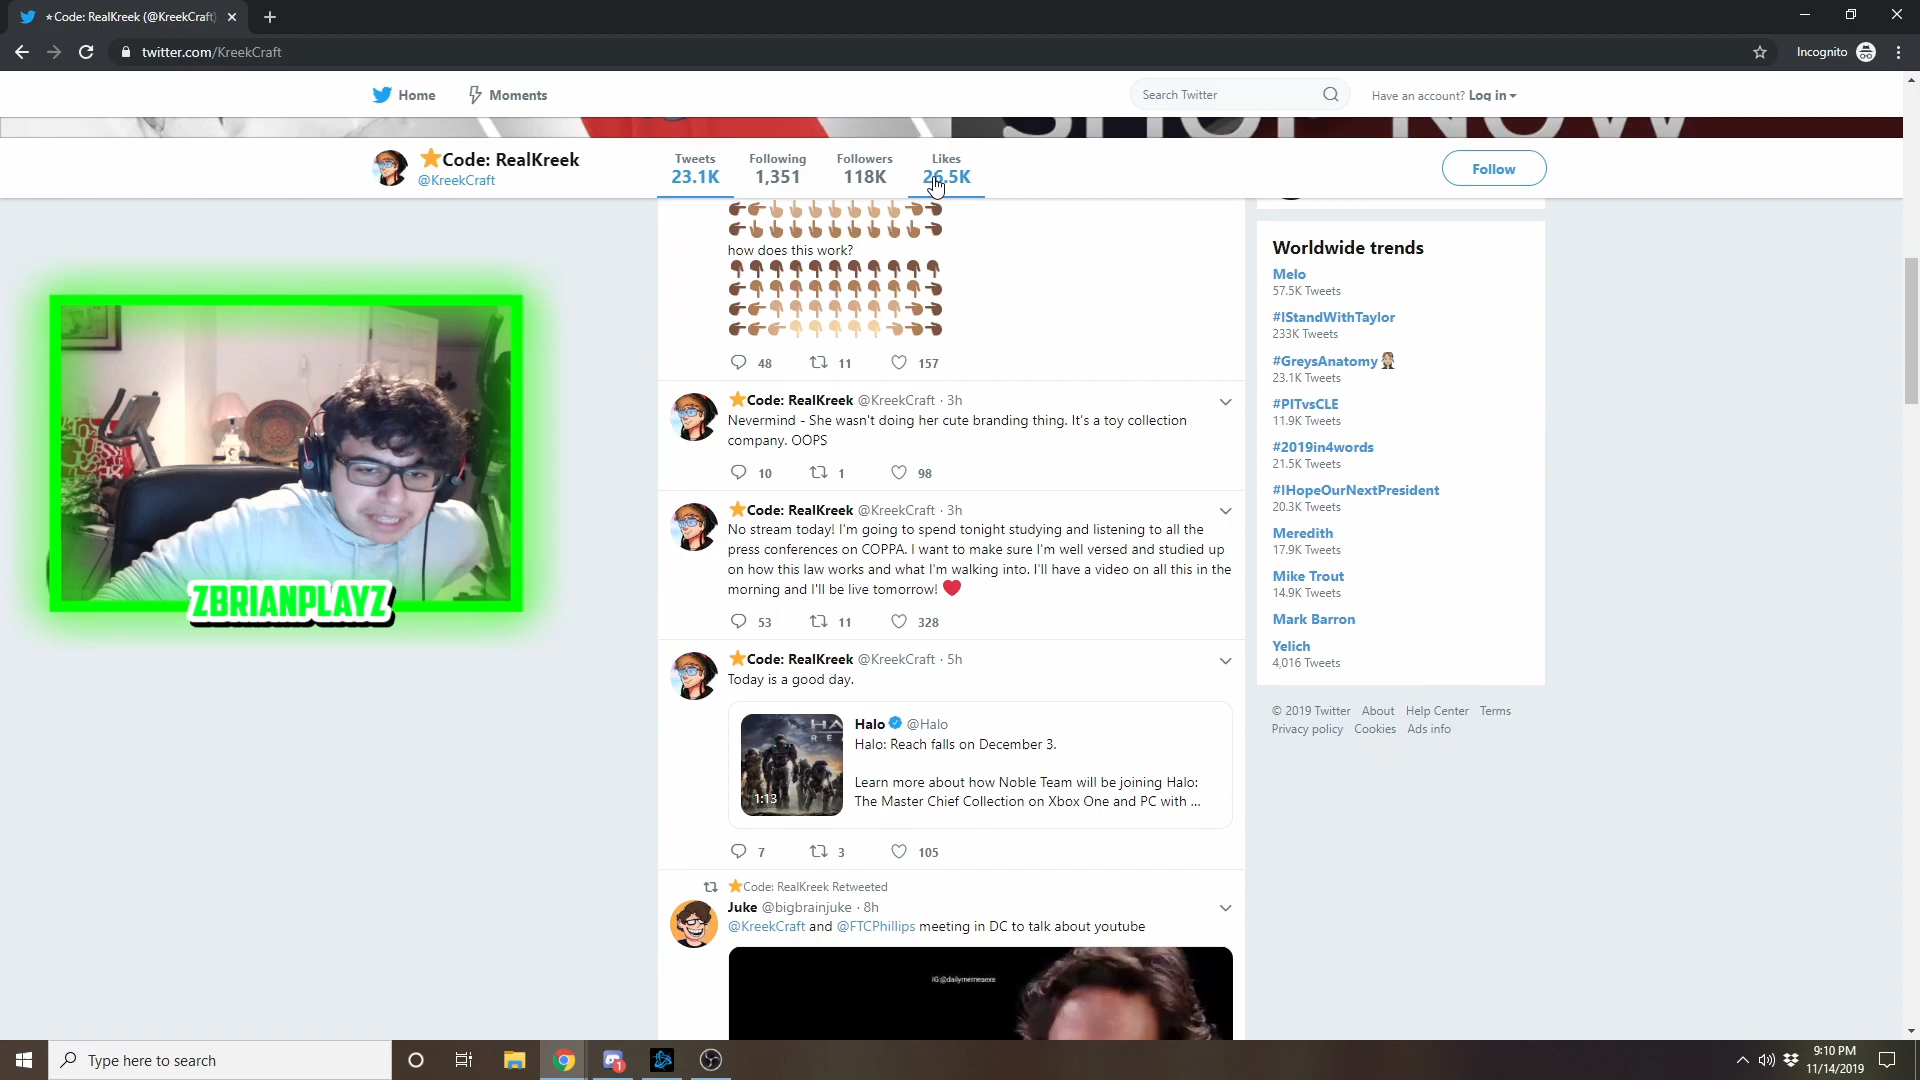 ⭐Code: RealKreek (@KreekCraft)
twitter.com/KreekCraft
Incognito
Home
Moments
Search Twitter
Have an account? Log in
SHOP NOW
⭐Code: RealKreek
@KreekCraft
Tweets
23.1K
Following
1,351
Followers
118K
Likes
26.5K
Follow
how does this work?
48 11 157
⭐Code: RealKreek @KreekCraft · 3h
Nevermind - She wasn't doing her cute branding thing. It's a toy collection
company. OOPS
10 1 98
⭐Code: RealKreek @KreekCraft · 3h
No stream today! I'm going to spend tonight studying and listening to all the
press conferences on COPPA. I want to make sure I'm well versed and studied up
on how this law works and what I'm walking into. I'll have a video on all this in the
morning and I'll be live tomorrow! ❤
53 11 328
⭐Code: RealKreek @KreekCraft · 5h
Today is a good day.
Halo @Halo
Halo: Reach falls on December 3.
Learn more about how Noble Team will be joining Halo:
The Master Chief Collection on Xbox One and PC with ...
1:13
7 3 105
⭐Code: RealKreek Retweeted
Juke @bigbrainjuke · 8h
@KreekCraft and @FTCPhillips meeting in DC to talk about youtube
IG:@dailymemesexe
Worldwide trends
Melo
57.5K Tweets
#IStandWithTaylor
233K Tweets
#GreysAnatomy
23.1K Tweets
#PITvsCLE
11.9K Tweets
#2019in4words
21.5K Tweets
#IHopeOurNextPresident
20.3K Tweets
Meredith
17.9K Tweets
Mike Trout
14.9K Tweets
Mark Barron
Yelich
4,016 Tweets
© 2019 Twitter About Help Center Terms
Privacy policy Cookies Ads info
ZBRIANPLAYZ
Type here to search
1
9:10 PM
11/14/2019